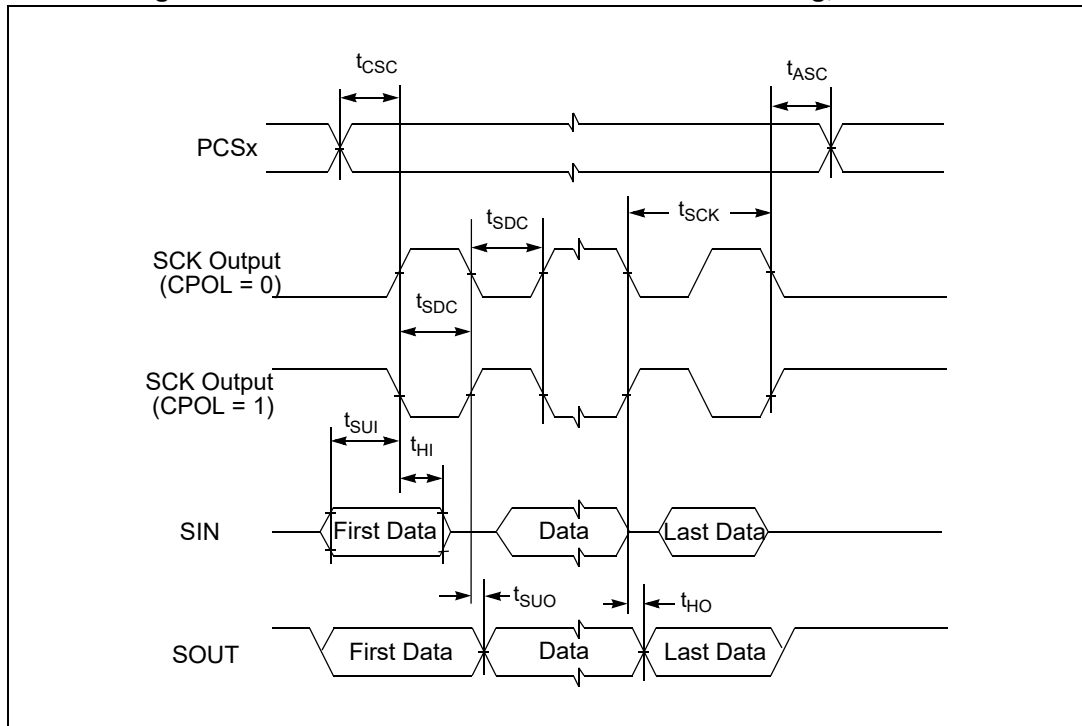 tCSC
tASC
PCSx
tSDC
tSCK
SCK Output
(CPOL = 0)
tSDC
SCK Output
(CPOL = 1)
tSUI
tHI
SIN
First Data
Data
Last Data
tSUO
tHO
SOUT
First Data
Data
Last Data